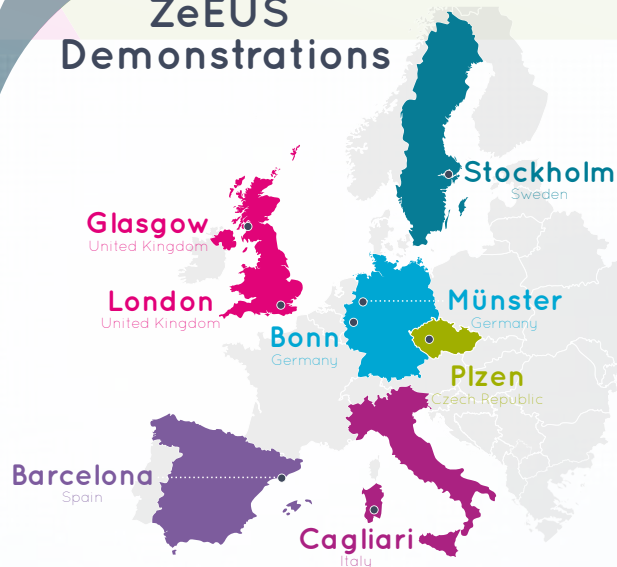 ZeEUS
Demonstrations
Stockholm
Sweden
Glasgow
United Kingdom
London
United Kingdom
Münster
Germany
Bonn
Germany
Plzen
Czech Republic
Barcelona
Spain
Cagliari
Italy